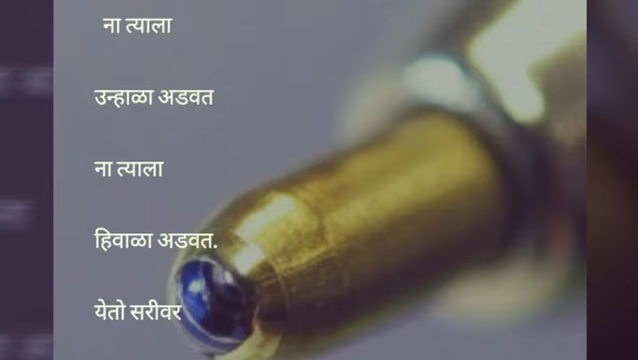 ना त्याला
उन्हाळा अडवत
ना त्याला
हिवाळा अडवत.
येतो सरीवर